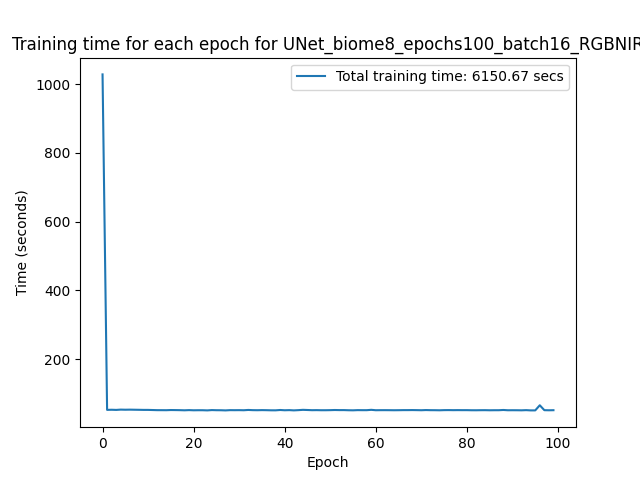 Training time for each epoch for UNet_biome8_epochs100_batch16_RGBNIR
Total training time: 6150.67 secs
1000
800
600
400
200
Time (seconds)
0 20 40 60 80 100
Epoch